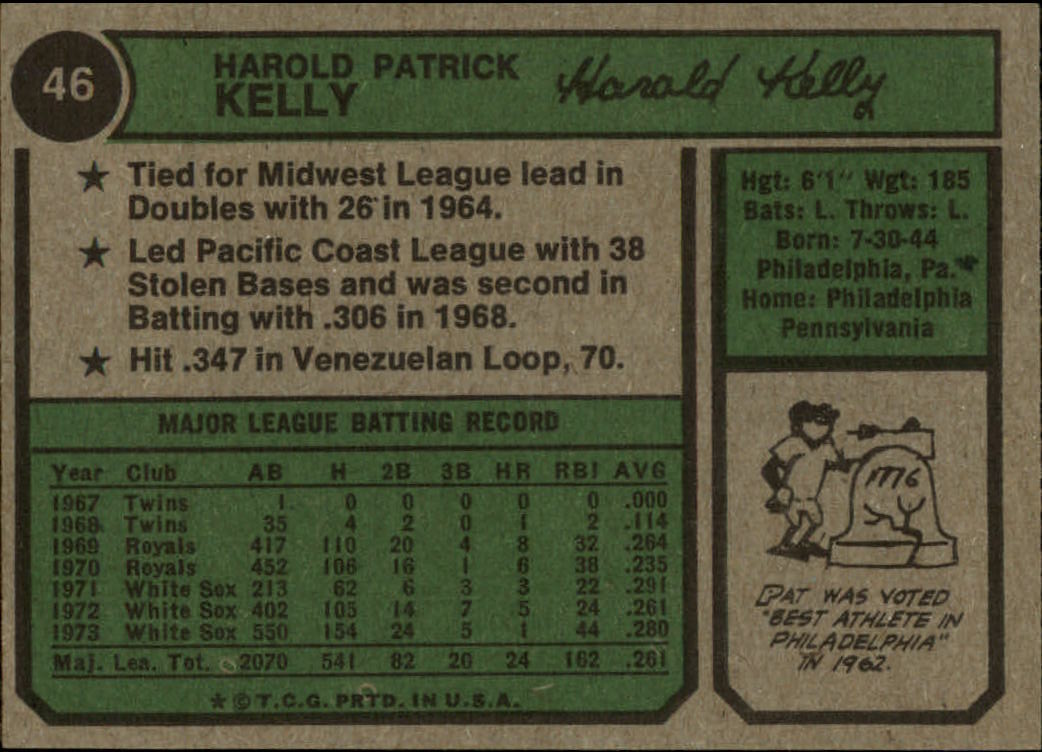 46
HAROLD PATRICK
KELLY
Harold Kelly
★ Tied for Midwest League lead in
Doubles with 26 in 1964.
★ Led Pacific Coast League with 38
Stolen Bases and was second in
Batting with .306 in 1968.
★ Hit .347 in Venezuelan Loop, 70.
Hgt: 6'1" Wgt: 185
Bats: L. Throws: L.
Born: 7-30-44
Philadelphia, Pa.
Home: Philadelphia
Pennsylvania
MAJOR LEAGUE BATTING RECORD
Year Club AB H 2B 3B HR RBI AVG
1967 Twins 1 0 0 0 0 0 .000
1968 Twins 35 4 2 0 1 2 .114
1969 Royals 417 110 20 4 8 32 .264
1970 Royals 452 106 16 1 6 38 .235
1971 White Sox 213 62 6 3 3 22 .291
1972 White Sox 402 105 14 7 5 24 .261
1973 White Sox 550 154 24 5 1 44 .280
Maj. Lea. Tot. 2070 541 82 20 24 162 .261
★ © T.C.G. PRTD. IN U.S.A.
1776
PAT WAS VOTED
"BEST ATHLETE IN
PHILADELPHIA"
IN 1962.